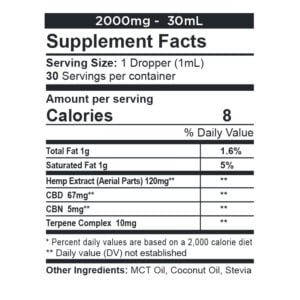 2000mg - 30mL
Supplement Facts
Serving Size: 1 Dropper (1mL)
30 Servings per container
Amount per serving
Calories 8
% Daily Value
Total Fat 1g 1.6%
Saturated Fat 1g 5%
Hemp Extract (Aerial Parts) 120mg** **
CBD 67mg** **
CBN 5mg** **
Terpene Complex 10mg **
* Percent daily values are based on a 2,000 calorie diet
** Daily value (DV) not established
Other Ingredients: MCT Oil, Coconut Oil, Stevia